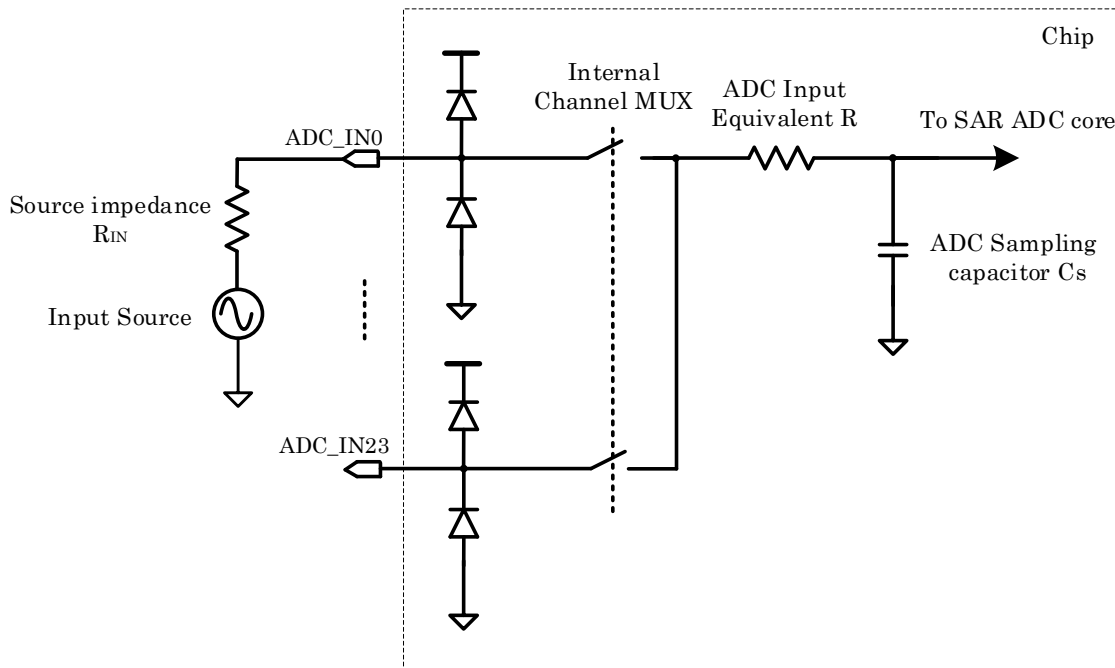 Chip
Internal
Channel MUX
ADC Input
Equivalent R
To SAR ADC core
ADC_IN0
Source impedance
RIN
ADC Sampling
capacitor Cs
Input Source
ADC_IN23